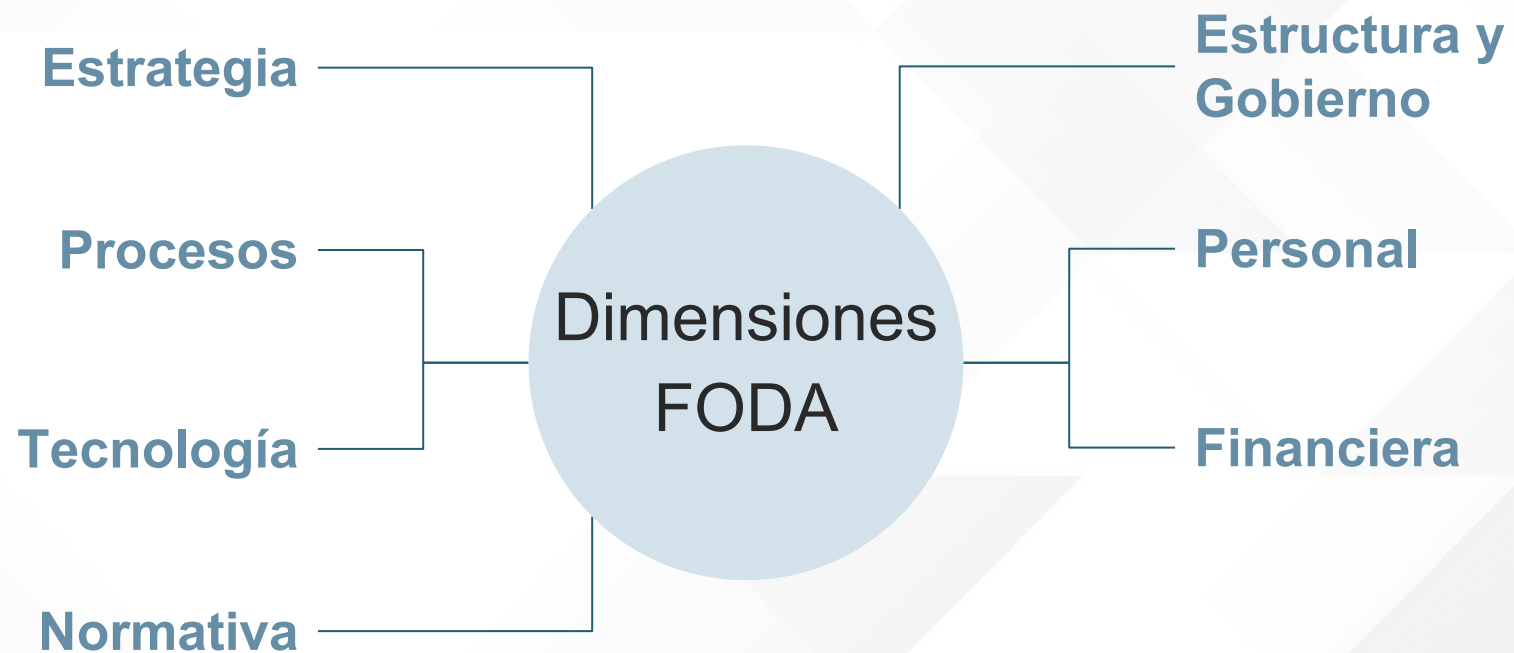 Estrategia
Procesos
Tecnología
Normativa
Dimensiones
FODA
Estructura y
Gobierno
Personal
Financiera